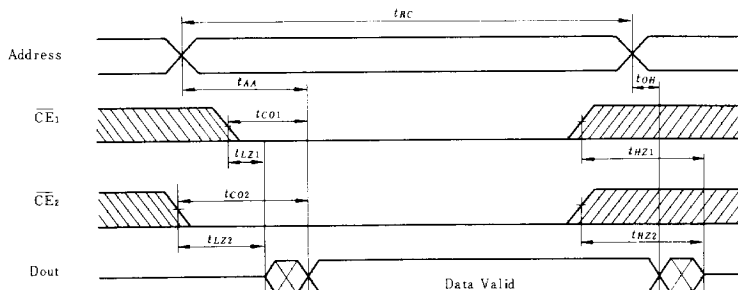 tRC
Address
tAA
tOH
CE1
tCO1
tLZ1
tHZ1
CE2
tCO2
tLZ2
tHZ2
Dout
Data Valid